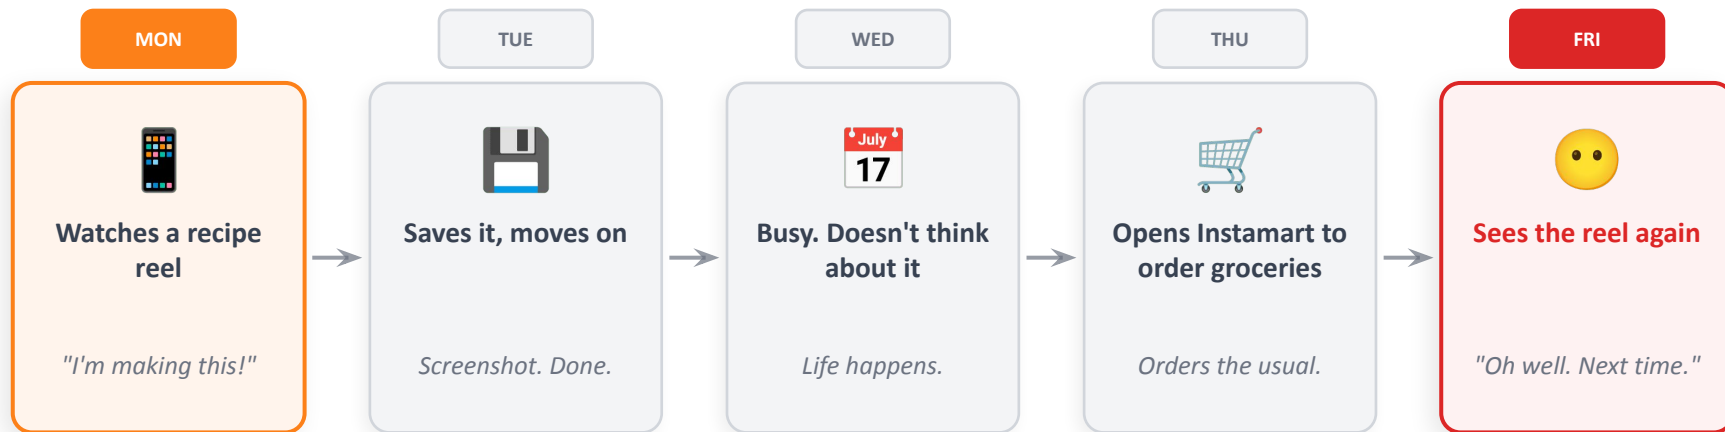 MON
TUE
WED
THU
FRI
Watches a recipe
reel
"I'm making this!"
Saves it, moves on
Screenshot. Done.
July
17
Busy. Doesn't think
about it
Life happens.
Opens Instamart to
order groceries
Orders the usual.
Sees the reel again
"Oh well. Next time."